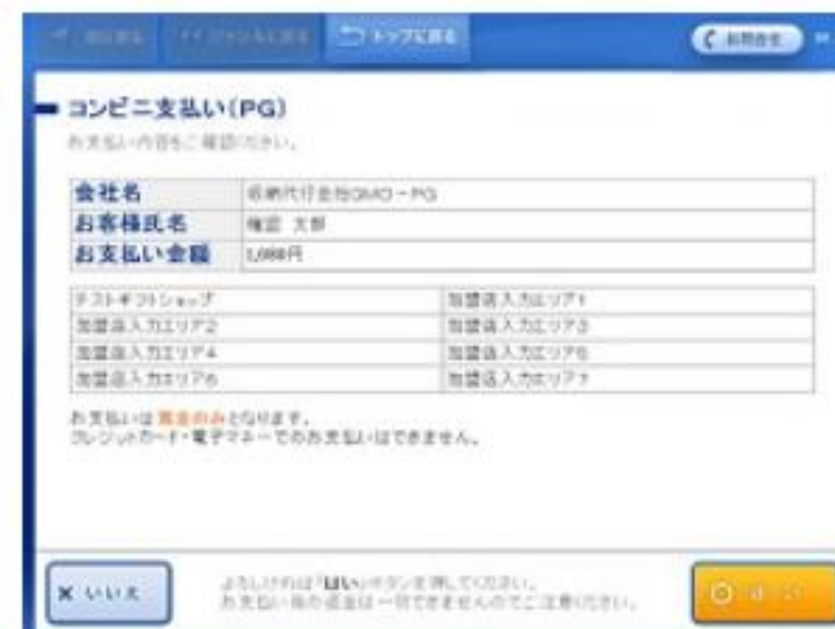 トップに戻る
お問合せ
コンビニ支払い(PG)
お支払い内容をご確認ください。
会社名 収納代行会社GMO-PG
お客様氏名 確認 太郎
お支払い金額
テストギフトショップ 加盟店入力エリア1
加盟店入力エリア2 加盟店入力エリア3
加盟店入力エリア4 加盟店入力エリア5
加盟店入力エリア6 加盟店入力エリア7
お支払いは現金のみとなります。
クレジットカード・電子マネーでのお支払いはできません。
× いいえ
よろしければ「はい」ボタンを押してください。
お支払い後の返金は一切できませんのでご注意ください。
○ はい